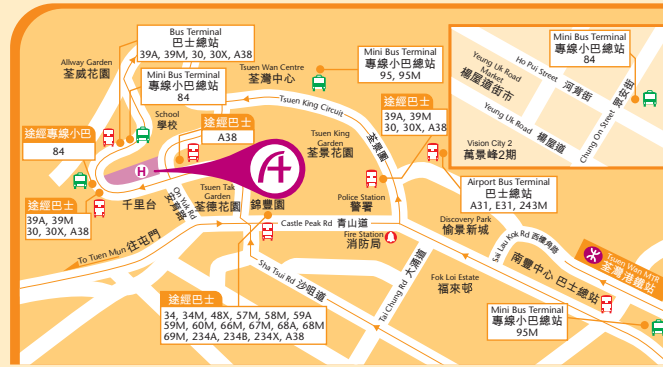 Bus Terminal
巴士總站
39A, 39M, 30, 30X, A38
Allway Garden
荃威花園
Mini Bus Terminal
專線小巴總站
84
School
學校
途經專線小巴
84
途經巴士
A38
Tsuen Wan Centre
荃灣中心
Mini Bus Terminal
專線小巴總站
95, 95M
Tsuen King Circuit
途經巴士
39A, 39M
30, 30X, A38
Tsuen King
Garden
荃景花園
荃景圍
H
途經巴士
39A, 39M
30, 30X, A38
千里台
On Yuk Rd
安育路
Tsuen Tak
Garden
荃德花園
錦豐園
Police Station
警署
Castle Peak Rd 青山道
Fire Station
消防局
To Tuen Mun 往屯門
Sha Tsui Rd 沙咀道
Tai Chung Rd 大涌道
途經巴士
34, 34M, 48X, 57M, 58M, 59A
59M, 60M, 66M, 67M, 68A, 68M
69M, 234A, 234B, 234X, A38
Yeung Uk Road
Market
楊屋道街市
Ho Pui Street 河背街
Mini Bus Terminal
專線小巴總站
84
Yeung Uk Road 楊屋道
Chung On Street 眾安街
Vision City 2
萬景峰2期
Airport Bus Terminal
巴士總站
A31, E31, 243M
Discovery Park
愉景新城
Sai Lau Kok Rd 西樓角路
Fok Loi Estate
福來邨
南豐中心 巴士總站
Tsuen Wan MTR
荃灣港鐵站
Mini Bus Terminal
專線小巴總站
95M